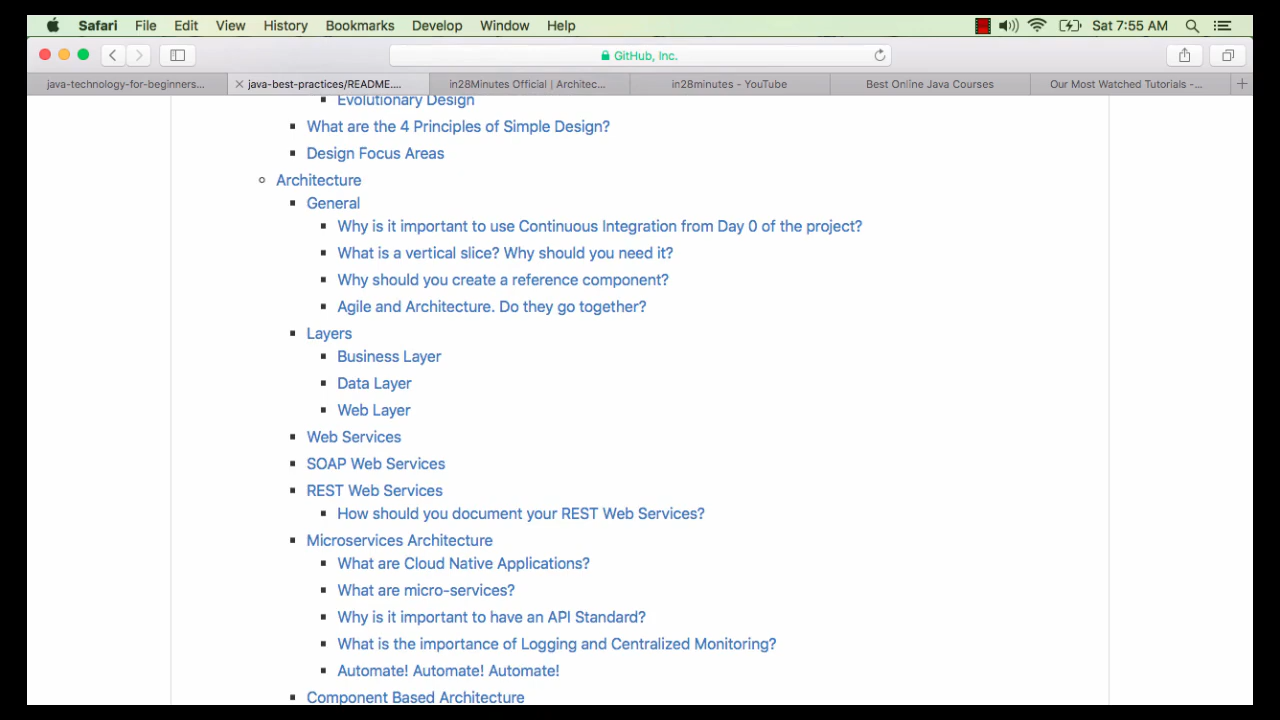 Safari File Edit View History Bookmarks Develop Window Help Sat 7:55 AM
GitHub, Inc.
java-technology-for-beginners... java-best-practices/README.... in28Minutes Official | Architec... in28minutes - YouTube Best Online Java Courses Our Most Watched Tutorials -...
Evolutionary Design
What are the 4 Principles of Simple Design?
Design Focus Areas
Architecture
General
Why is it important to use Continuous Integration from Day 0 of the project?
What is a vertical slice? Why should you need it?
Why should you create a reference component?
Agile and Architecture. Do they go together?
Layers
Business Layer
Data Layer
Web Layer
Web Services
SOAP Web Services
REST Web Services
How should you document your REST Web Services?
Microservices Architecture
What are Cloud Native Applications?
What are micro-services?
Why is it important to have an API Standard?
What is the importance of Logging and Centralized Monitoring?
Automate! Automate! Automate!
Component Based Architecture